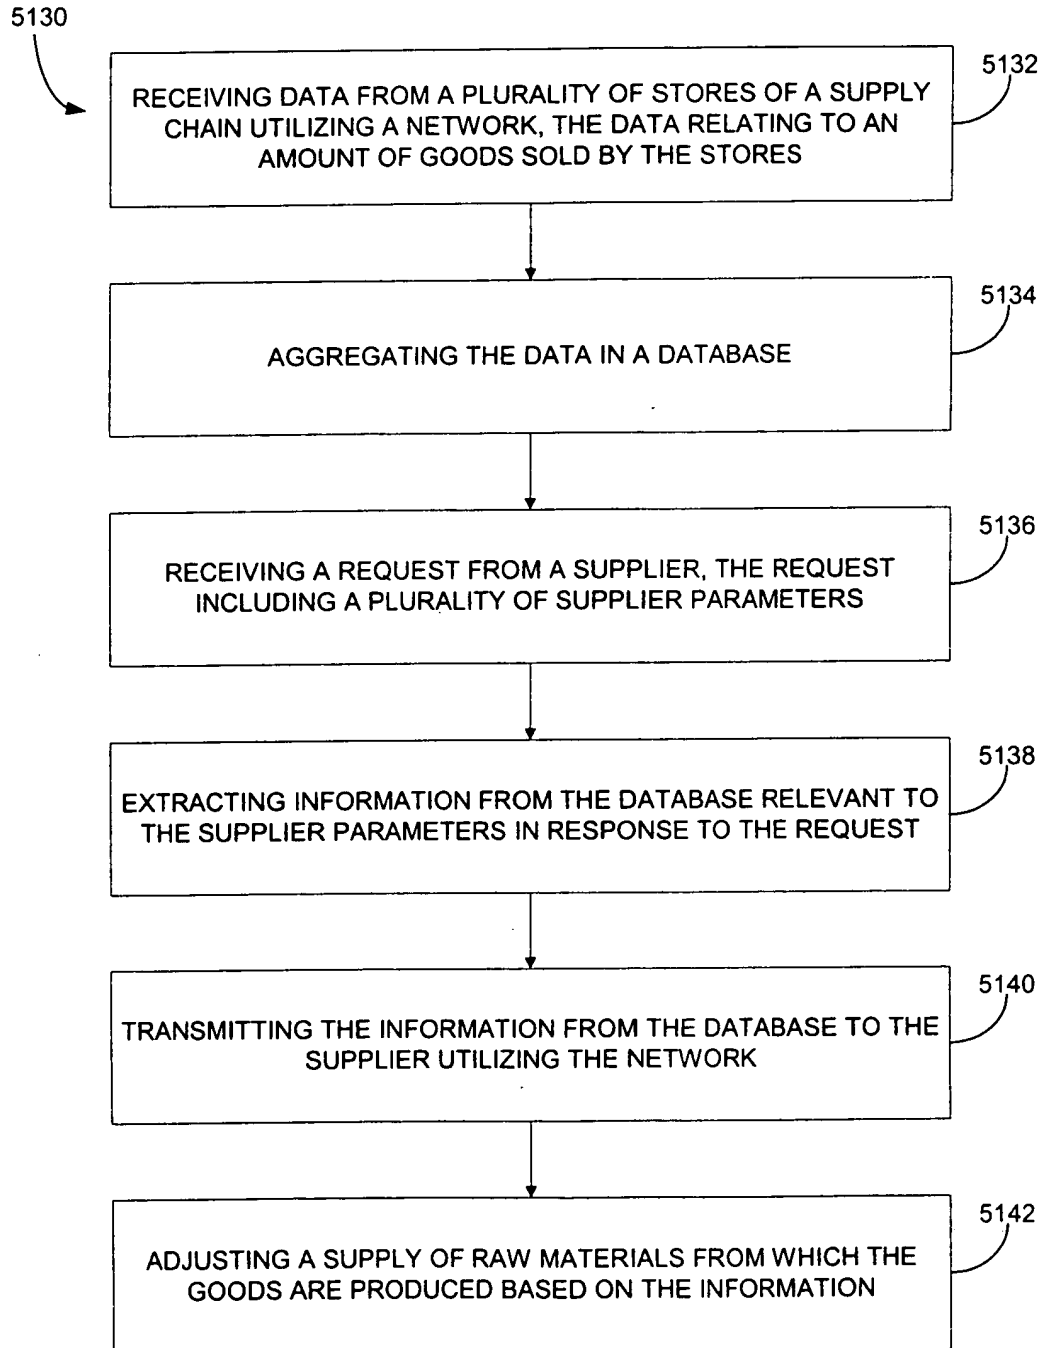 5130
5132
RECEIVING DATA FROM A PLURALITY OF STORES OF A SUPPLY
CHAIN UTILIZING A NETWORK, THE DATA RELATING TO AN
AMOUNT OF GOODS SOLD BY THE STORES
5134
AGGREGATING THE DATA IN A DATABASE
5136
RECEIVING A REQUEST FROM A SUPPLIER, THE REQUEST
INCLUDING A PLURALITY OF SUPPLIER PARAMETERS
5138
EXTRACTING INFORMATION FROM THE DATABASE RELEVANT TO
THE SUPPLIER PARAMETERS IN RESPONSE TO THE REQUEST
5140
TRANSMITTING THE INFORMATION FROM THE DATABASE TO THE
SUPPLIER UTILIZING THE NETWORK
5142
ADJUSTING A SUPPLY OF RAW MATERIALS FROM WHICH THE
GOODS ARE PRODUCED BASED ON THE INFORMATION